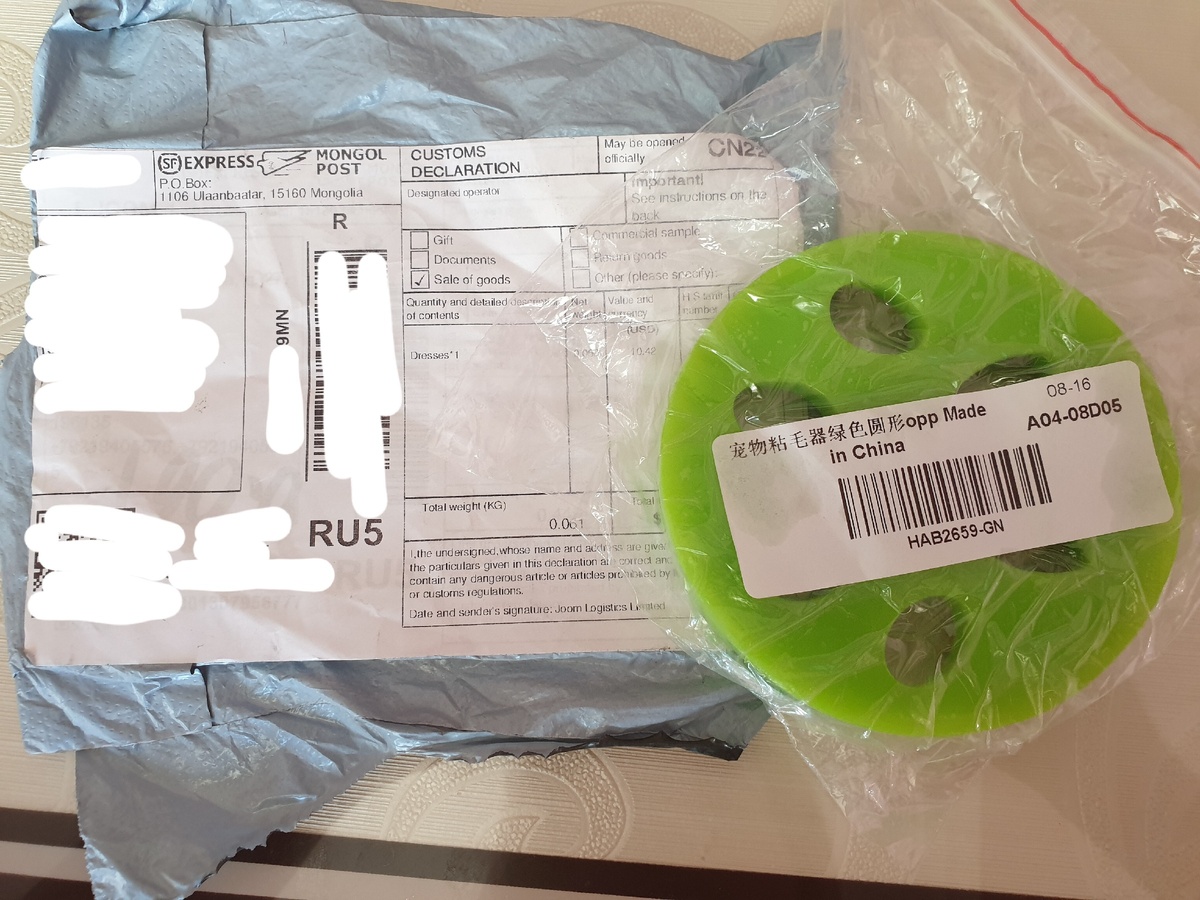 SF EXPRESS MONGOL POST
P.O.Box:
1106 Ulaanbaatar, 15160 Mongolia
R
9MN
RU5
CUSTOMS
DECLARATION
May be opened
officially
CN22
Designated operator
Important!
See instructions on the
back
Gift
Documents
✓ Sale of goods
Commercial sample
Return goods
Other (please specify):
Quantity and detailed description
of contents
Net
weight
Value and
currency
(USD)
Dresses*1
10.42
Total weight (KG)
0.061
Total
I,the undersigned,whose name and address are given
the particulars given in this declaration are correct and
contain any dangerous article or articles prohibited by
or customs regulations.
Date and sender's signature: Joom Logistics Limited
08-16
宠物粘毛器绿色圆形opp Made
in China
A04-08D05
HAB2659-GN